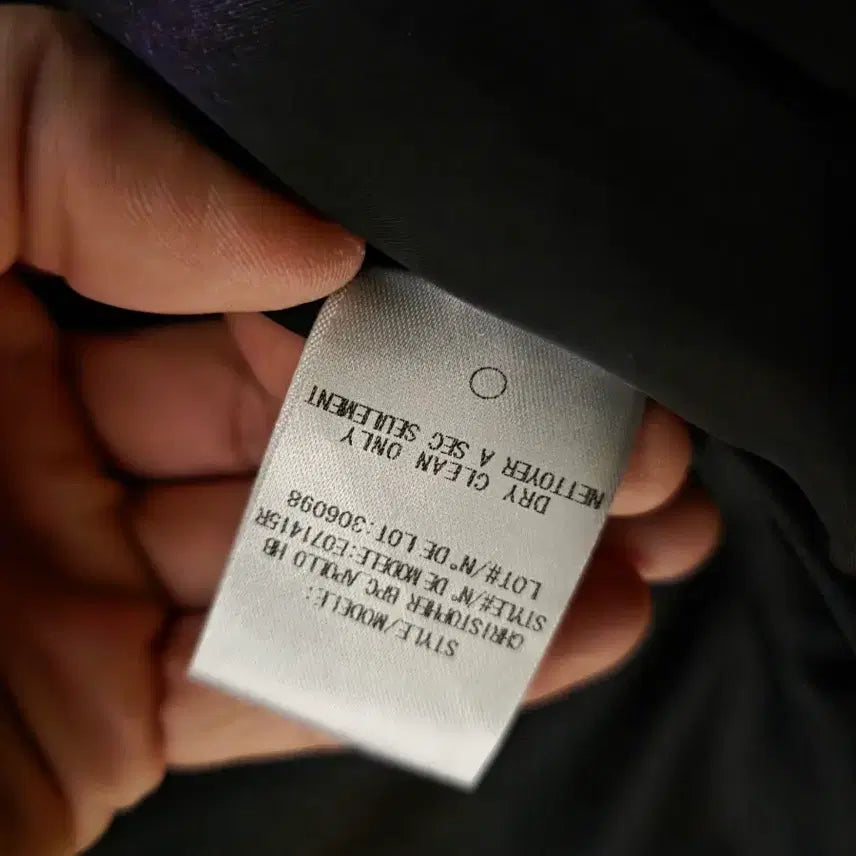 STYLE/MODELE:
CHRISTOPHER BPC APOLLO HB
STYLE#/N° DE MODELE:E071415R
LOT#/N° DE LOT:306098
DRY CLEAN ONLY
NETTOYER A SEC SEULEMENT